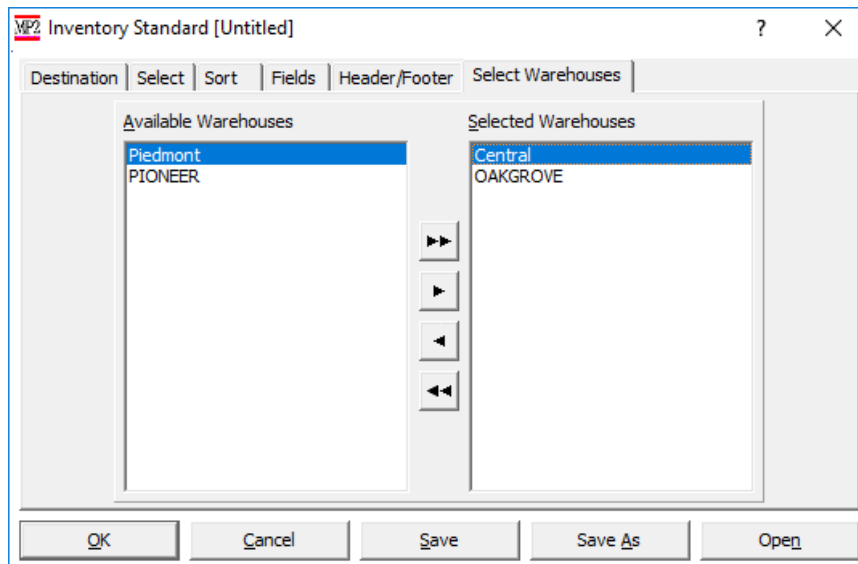 MP2 Inventory Standard [Untitled] ?
Destination Select Sort Fields Header/Footer Select Warehouses
Available Warehouses Selected Warehouses
Piedmont Central
PIONEER OAKGROVE
OK Cancel Save Save As Open